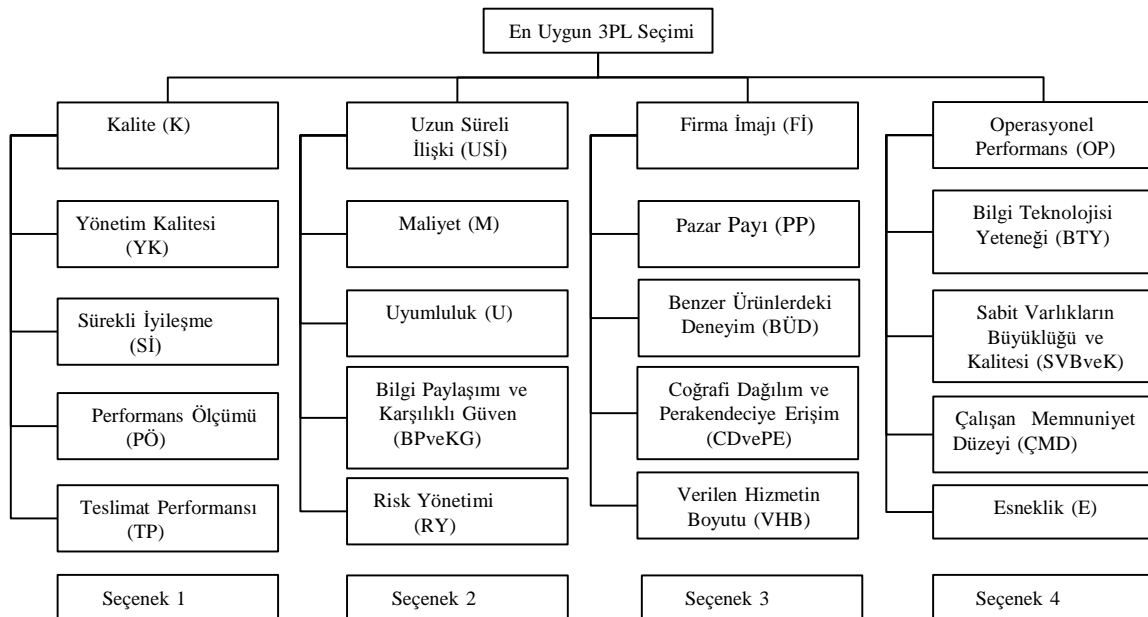 En Uygun 3PL Seçimi
Kalite (K)
Yönetim Kalitesi
(YK)
Sürekli İyileşme
(Sİ)
Performans Ölçümü
(PÖ)
Teslimat Performansı
(TP)
Uzun Süreli
İlişki (USİ)
Maliyet (M)
Uyumluluk (U)
Bilgi Paylaşımı ve
Karşılıklı Güven
(BPveKG)
Risk Yönetimi
(RY)
Firma İmajı (Fİ)
Pazar Payı (PP)
Benzer Ürünlerdeki
Deneyim (BÜD)
Coğrafi Dağılım ve
Perakendeciye Erişim
(CDvePE)
Verilen Hizmetin
Boyutu (VHB)
Operasyonel
Performans (OP)
Bilgi Teknolojisi
Yeteneği (BTY)
Sabit Varlıkların
Büyüklüğü ve
Kalitesi (SVBveK)
Çalışan Memnuniyet
Düzeyi (ÇMD)
Esneklik (E)
Seçenek 1
Seçenek 2
Seçenek 3
Seçenek 4